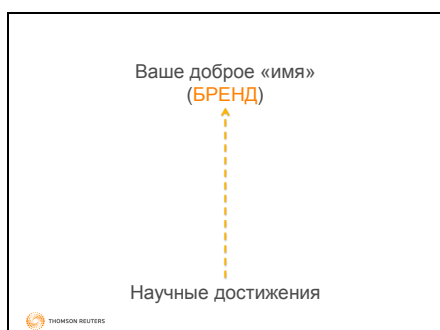 Ваше доброе «имя»
(БРЕНД)
Научные достижения
THOMSON REUTERS